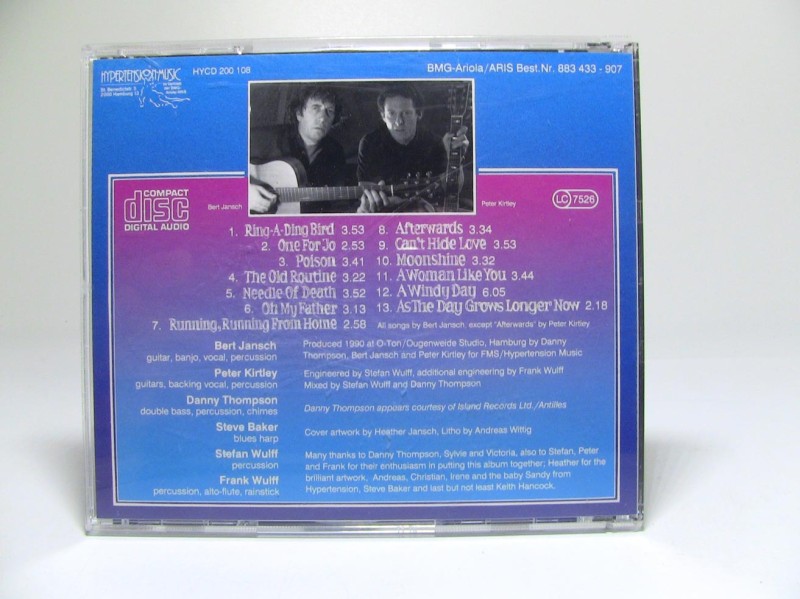 HYPERTENSION MUSIC
HYCD 200 108
BMG-Ariola/ARIS Best.Nr. 883 433 - 907
COMPACT
disc
DIGITAL AUDIO
Bert Jansch
Peter Kirtley
LC 7526
1. Ring-A-Ding Bird 3.53
2. One For Jo 2.53
3. Poison 3.41
4. The Old Routine 3.22
5. Needle Of Death 3.52
6. Oh My Father 3.13
7. Running, Running From Home 2.58
8. Afterwards 3.34
9. Can't Hide Love 3.53
10. Moonshine 3.32
11. A Woman Like You 3.44
12. A Windy Day 6.05
13. As The Day Grows Longer Now 2.18
All songs by Bert Jansch, except "Afterwards" by Peter Kirtley
Bert Jansch
guitar, banjo, vocal, percussion
Peter Kirtley
guitars, backing vocal, percussion
Danny Thompson
double bass, percussion, chimes
Steve Baker
blues harp
Stefan Wulff
percussion
Frank Wulff
percussion, alto-flute, rainstick
Produced 1990 at O-Ton/Ougenweide Studio, Hamburg by Danny
Thompson, Bert Jansch and Peter Kirtley for FMS/Hypertension Music
Engineered by Stefan Wulff, additional engineering by Frank Wulff
Mixed by Stefan Wulff and Danny Thompson
Danny Thompson appears courtesy of Island Records Ltd./Antilles
Cover artwork by Heather Jansch, Litho by Andreas Wittig
Many thanks to Danny Thompson, Sylvie and Victoria, also to Stefan, Peter
and Frank for their enthusiasm in putting this album together; Heather for the
brilliant artwork, Andreas, Christian, Irene and the baby Sandy from
Hypertension, Steve Baker and last but not least Keith Hancock.